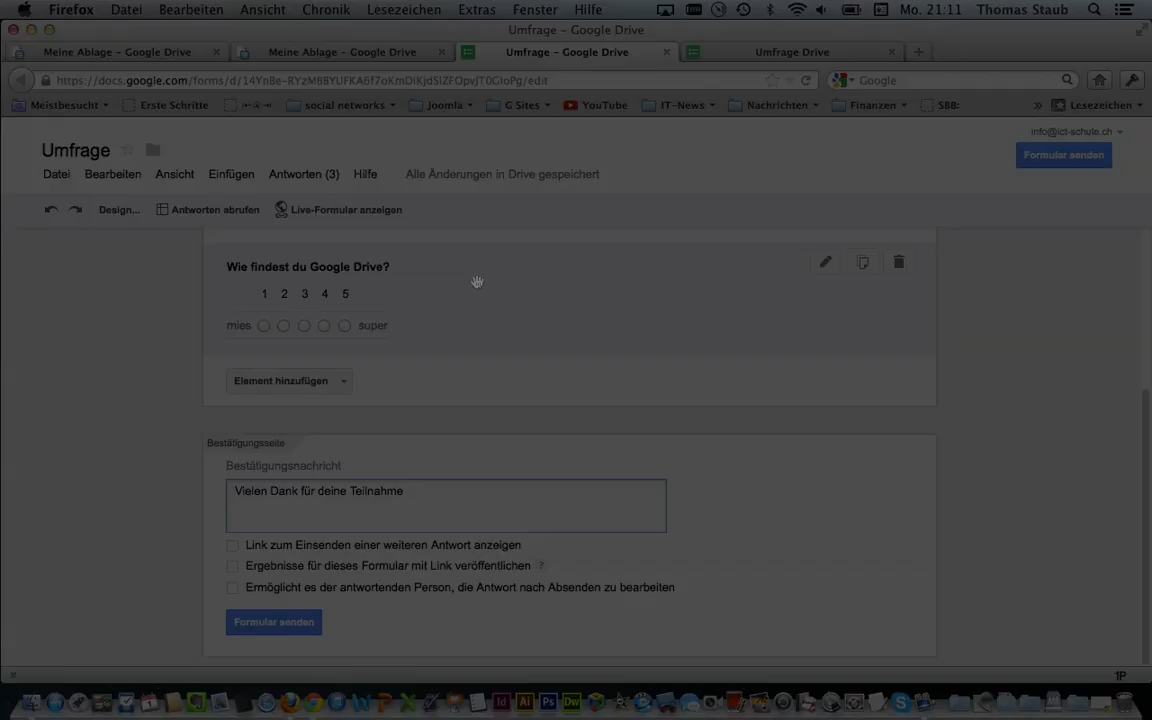 Firefox Datei Bearbeiten Ansicht Chronik Lesezeichen Extras Fenster Hilfe Mo. 21:11 Thomas Staub
Umfrage – Google Drive
Meine Ablage – Google Drive × Meine Ablage – Google Drive × Umfrage – Google Drive × Umfrage Drive × +
Google
Meistbesucht Erste Schritte social networks Joomla G Sites YouTube IT-News Nachrichten Finanzen SBB: » Lesezeichen
info@ict-schule.ch
Umfrage
Formular senden
Datei Bearbeiten Ansicht Einfügen Antworten (3) Hilfe Alle Änderungen in Drive gespeichert
Design... Antworten abrufen Live-Formular anzeigen
Wie findest du Google Drive?
1 2 3 4 5
mies super
Element hinzufügen
Bestätigungsseite
Bestätigungsnachricht
Vielen Dank für deine Teilnahme
Link zum Einsenden einer weiteren Antwort anzeigen
Ergebnisse für dieses Formular mit Link veröffentlichen ?
Ermöglicht es der antwortenden Person, die Antwort nach Absenden zu bearbeiten
Formular senden
× 1P
Id Ai Ps Dw